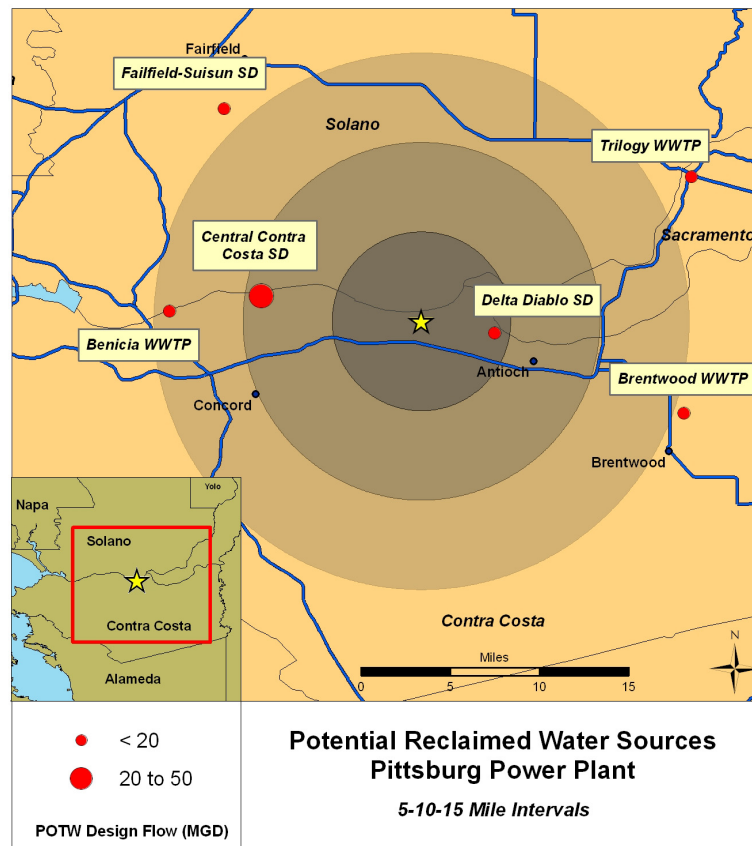 Fairfield
Failfield-Suisun SD
Solano
Trilogy WWTP
Sacramento
Central Contra
Costa SD
Delta Diablo SD
Benicia WWTP
Antioch
Brentwood WWTP
Concord
Brentwood
Yolo
Napa
Solano
Contra Costa
Alameda
Contra Costa
Miles
0 5 10 15
N
< 20
20 to 50
POTW Design Flow (MGD)
Potential Reclaimed Water Sources
Pittsburg Power Plant
5-10-15 Mile Intervals